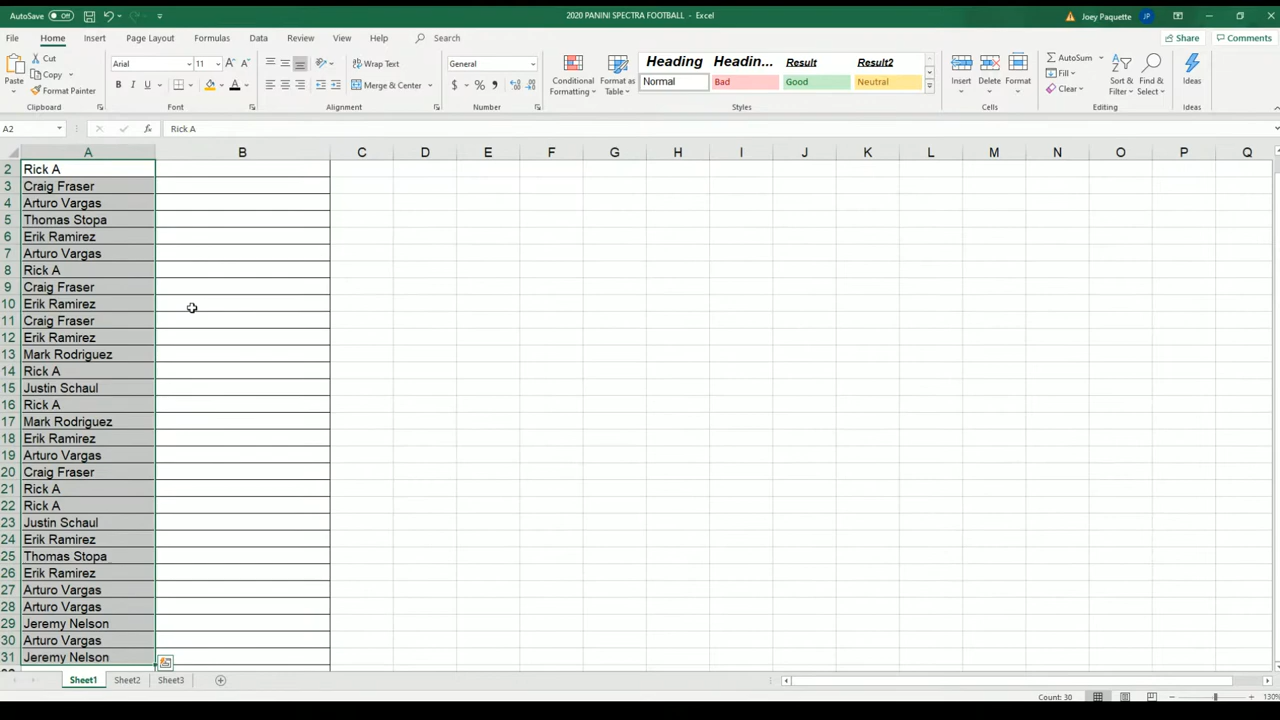 AutoSave Off
2020 PANINI SPECTRA FOOTBALL - Excel
Joey Paquette JP
File Home Insert Page Layout Formulas Data Review View Help Search
Share Comments
Paste
Cut
Copy
Format Painter
Clipboard
Arial 11
B I U
Font
Wrap Text
Merge & Center
Alignment
General
$ % ,
Number
Conditional Formatting
Format as Table
Heading Headin... Result Result2
Normal Bad Good Neutral
Styles
Insert Delete Format
Cells
AutoSum
Fill
Clear
Sort & Filter
Find & Select
Editing
Ideas
Ideas
A2 fx Rick A
A B C D E F G H I J K L M N O P Q
2 Rick A
3 Craig Fraser
4 Arturo Vargas
5 Thomas Stopa
6 Erik Ramirez
7 Arturo Vargas
8 Rick A
9 Craig Fraser
10 Erik Ramirez
11 Craig Fraser
12 Erik Ramirez
13 Mark Rodriguez
14 Rick A
15 Justin Schaul
16 Rick A
17 Mark Rodriguez
18 Erik Ramirez
19 Arturo Vargas
20 Craig Fraser
21 Rick A
22 Rick A
23 Justin Schaul
24 Erik Ramirez
25 Thomas Stopa
26 Erik Ramirez
27 Arturo Vargas
28 Arturo Vargas
29 Jeremy Nelson
30 Arturo Vargas
31 Jeremy Nelson
Sheet1 Sheet2 Sheet3
Count: 30
130%